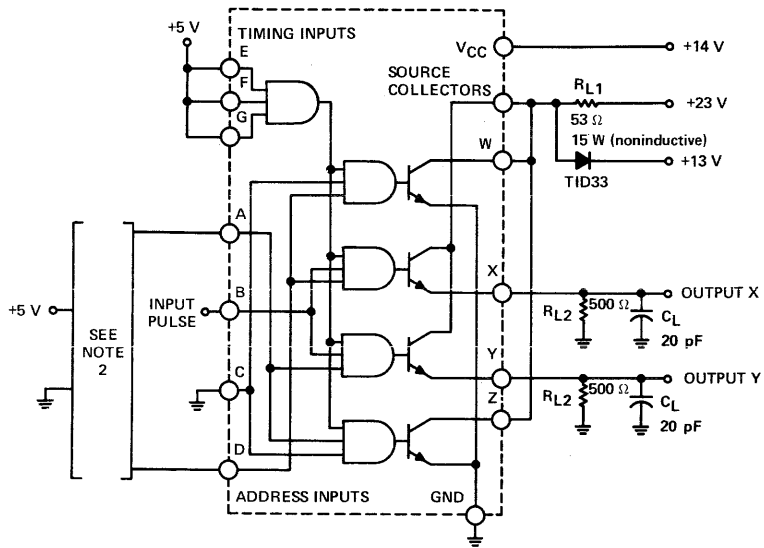 +5 V
TIMING INPUTS
E
F
G
VCC
+14 V
SOURCE
COLLECTORS
RL1
+23 V
53 Ω
15 W (noninductive)
W
+13 V
TID33
A
X
OUTPUT X
B
INPUT
PULSE
RL2
500 Ω
CL
20 pF
+5 V
SEE
NOTE
2
C
Y
OUTPUT Y
Z
RL2
500 Ω
CL
20 pF
D
ADDRESS INPUTS
GND